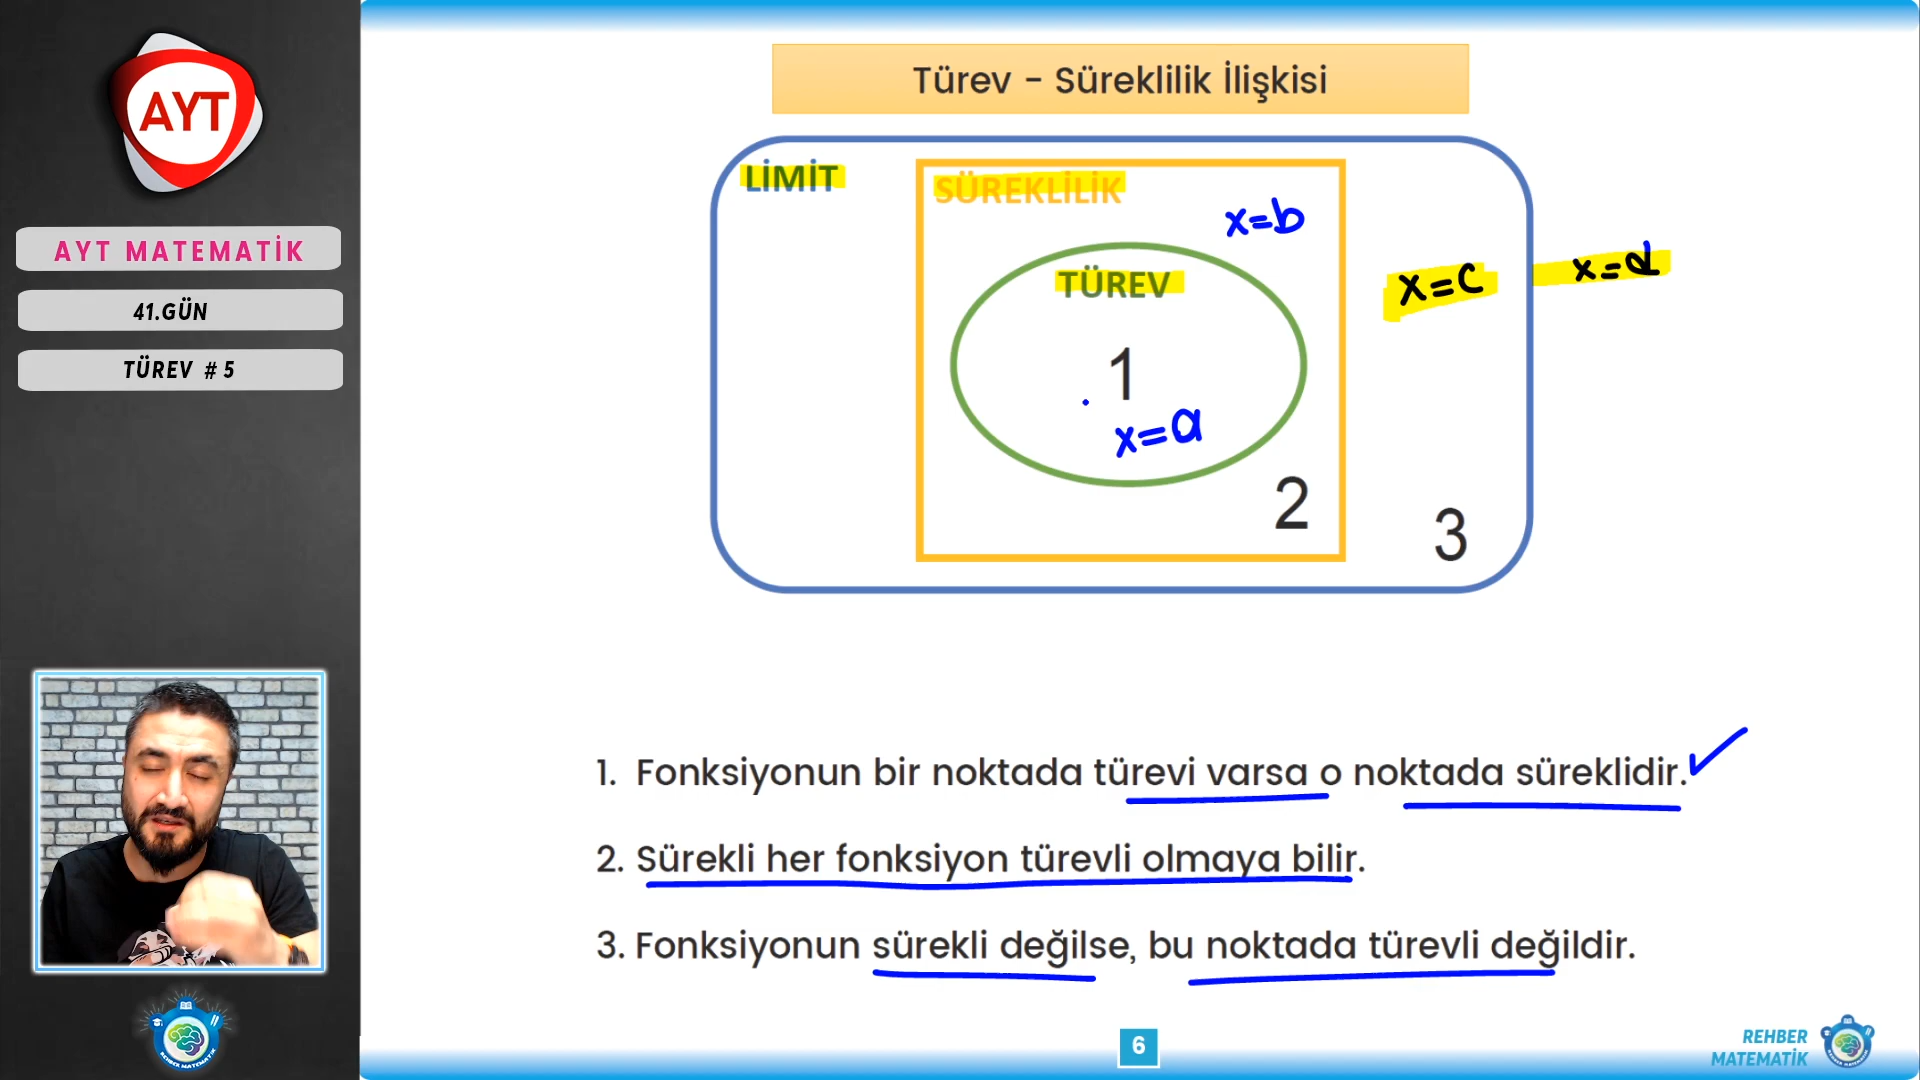 AYT
AYT MATEMATİK
41.GÜN
TÜREV # 5
Türev - Süreklilik İlişkisi
LİMİT
SÜREKLİLİK
x=b
TÜREV
x=c
x=d
1
x=a
2
3
1. Fonksiyonun bir noktada türevi varsa o noktada süreklidir.
2. Sürekli her fonksiyon türevli olmaya bilir.
3. Fonksiyonun sürekli değilse, bu noktada türevli değildir.
6
REHBER
MATEMATİK